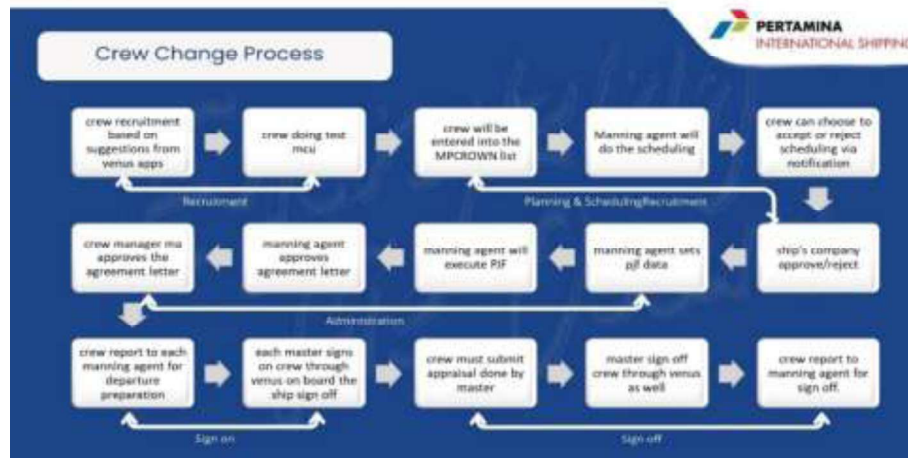 PERTAMINA
INTERNATIONAL SHIPPING
Crew Change Process
crew recruitment
based on
suggestions from
venus apps
crew doing test
mcu
crew will be
entered into the
MPCROWN list
Manning agent will
do the scheduling
crew can choose to
accept or reject
scheduling via
notification
Recruitment
Planning & SchedulingRecruitment
crew manager ma
approves the
agreement letter
manning agent
approves
agreement letter
manning agent will
execute PJF
manning agent sets
pjf data
ship's company
approve/reject
Administration
crew report to each
manning agent for
departure
preparation
each master signs
on crew through
venus on board the
ship sign off
crew must submit
appraisal done by
master
master sign off
crew through venus
as well
crew report to
manning agent for
sign off.
Sign on
Sign off